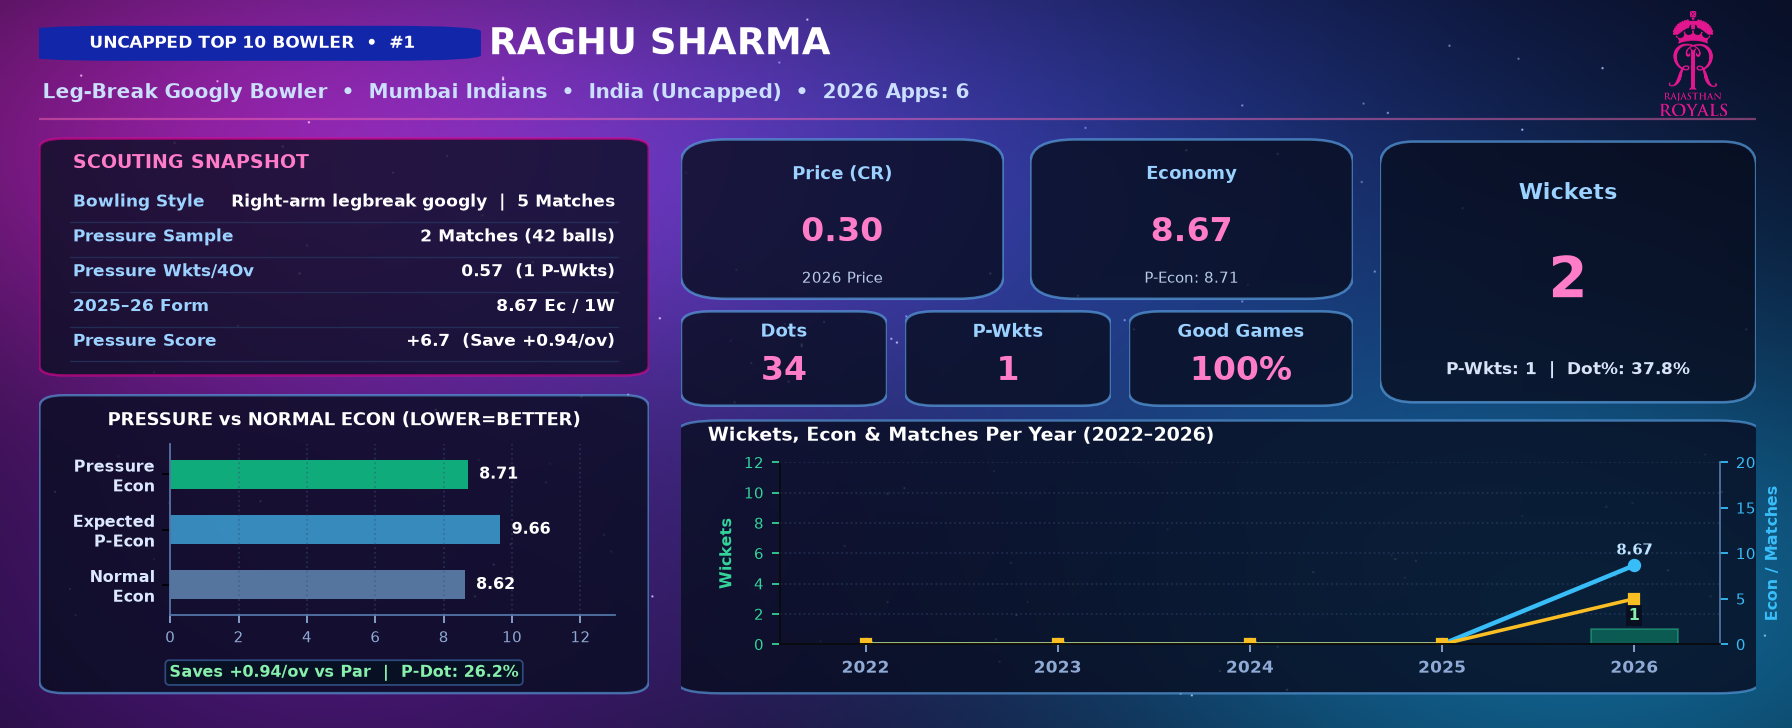 UNCAPPED TOP 10 BOWLER • #1
RAGHU SHARMA
Leg-Break Googly Bowler • Mumbai Indians • India (Uncapped) • 2026 Apps: 6
RAJASTHAN
ROYALS
SCOUTING SNAPSHOT
Bowling Style Right-arm legbreak googly | 5 Matches
Pressure Sample 2 Matches (42 balls)
Pressure Wkts/4Ov 0.57 (1 P-Wkts)
2025–26 Form 8.67 Ec / 1W
Pressure Score +6.7 (Save +0.94/ov)
Price (CR)
0.30
2026 Price
Economy
8.67
P-Econ: 8.71
Wickets
2
P-Wkts: 1 | Dot%: 37.8%
Dots
34
P-Wkts
1
Good Games
100%
PRESSURE vs NORMAL ECON (LOWER=BETTER)
Pressure
Econ
8.71
Expected
P-Econ
9.66
Normal
Econ
8.62
0 2 4 6 8 10 12
Saves +0.94/ov vs Par | P-Dot: 26.2%
Wickets, Econ & Matches Per Year (2022–2026)
Wickets
12
10
8
6
4
2
0
8.67
1
20
15
10
5
0
Econ / Matches
2022 2023 2024 2025 2026